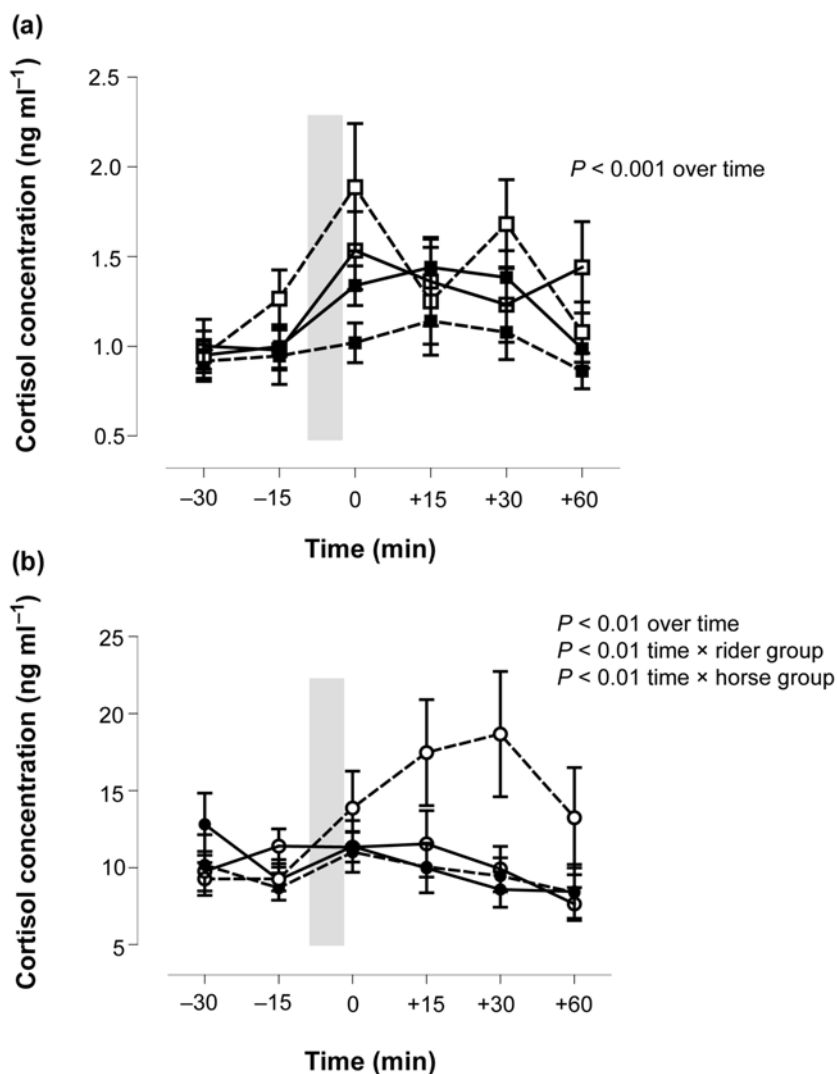 (a)
Cortisol concentration (ng ml⁻¹)
2.5
2.0
1.5
1.0
0.5
P < 0.001 over time
–30 –15 0 +15 +30 +60
Time (min)
(b)
Cortisol concentration (ng ml⁻¹)
25
20
15
10
5
P < 0.01 over time
P < 0.01 time × rider group
P < 0.01 time × horse group
–30 –15 0 +15 +30 +60
Time (min)